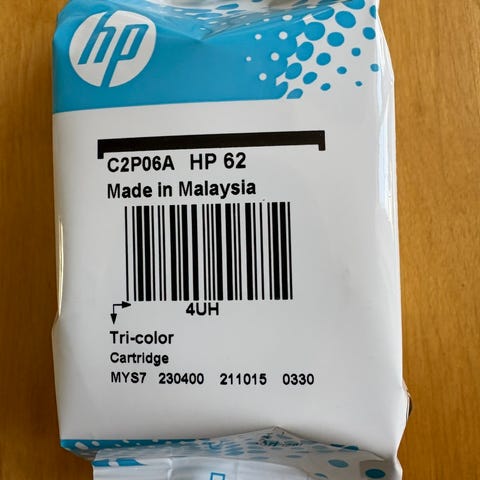 hp
C2P06A HP 62
Made in Malaysia
4UH
Tri-color
Cartridge
MYS7 230400 211015 0330